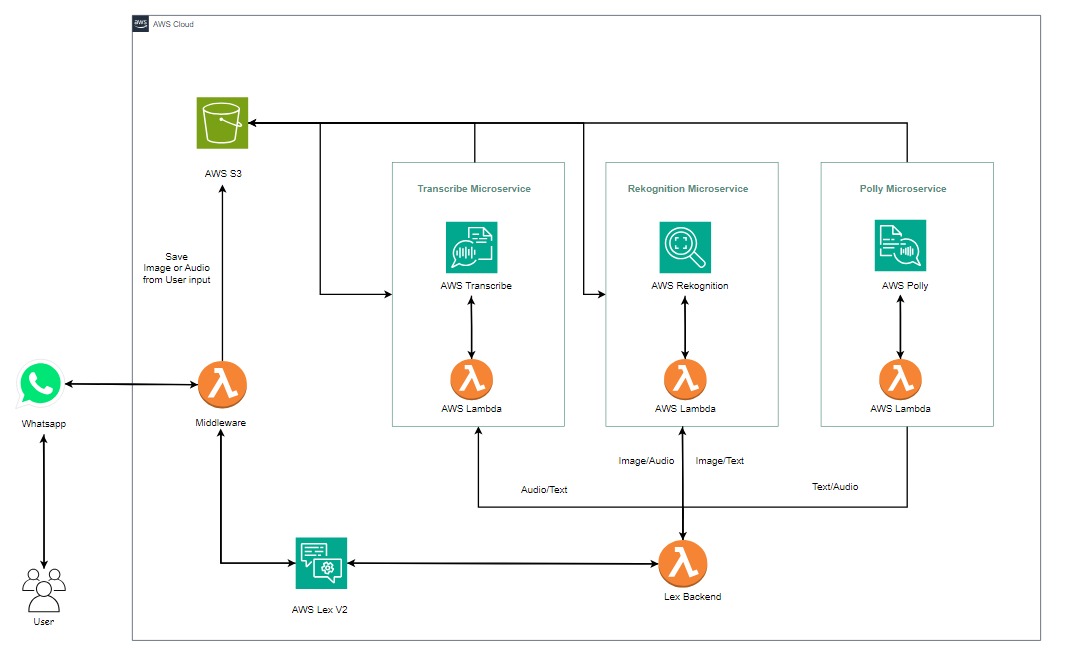 aws
AWS Cloud
AWS S3
Transcribe Microservice
Rekognition Microservice
Polly Microservice
Save
Image or Audio
from User input
AWS Transcribe
AWS Rekognition
AWS Polly
Whatsapp
Middleware
AWS Lambda
AWS Lambda
AWS Lambda
Image/Audio
Image/Text
Audio/Text
Text/Audio
AWS Lex V2
Lex Backend
User